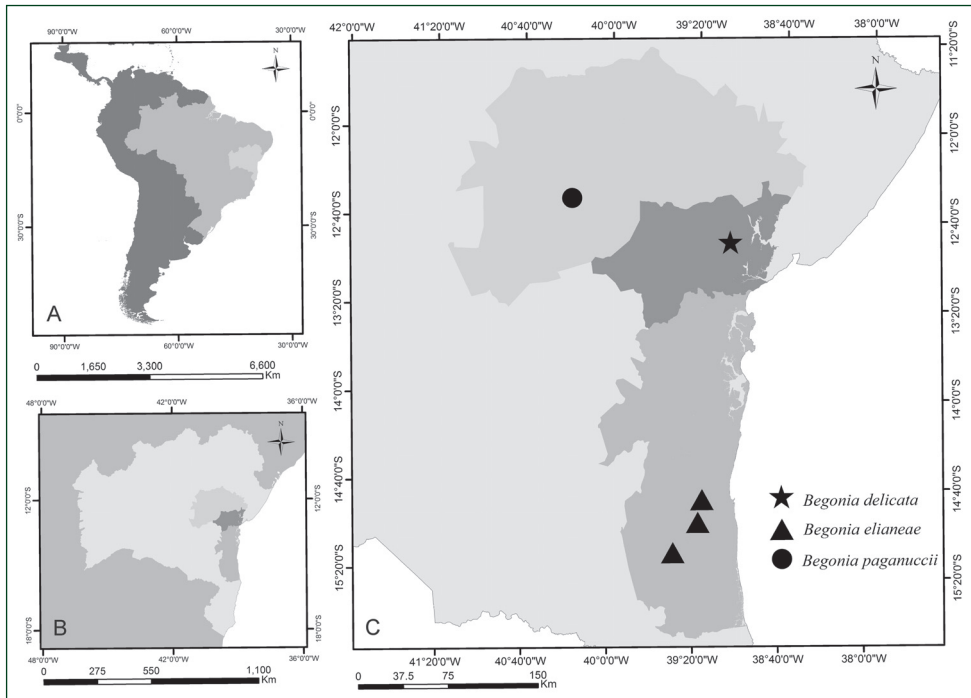 90°0'0"W 60°0'0"W 30°0'0"W
N
0°0'0" 0°0'0"
30°0'0"S 30°0'0"S
A
90°0'0"W 60°0'0"W 30°0'0"W
0 1,650 3,300 6,600
Km
48°0'0"W 42°0'0"W 36°0'0"W
N
12°0'0"S 12°0'0"S
18°0'0"S 18°0'0"S
B
48°0'0"W 42°0'0"W 36°0'0"W
0 275 550 1,100
Km
42°0'0"W 41°20'0"W 40°40'0"W 40°0'0"W 39°20'0"W 38°40'0"W 38°0'0"W
N
11°20'0"S
12°0'0"S 12°0'0"S
12°40'0"S 12°40'0"S
13°20'0"S 13°20'0"S
14°0'0"S 14°0'0"S
14°40'0"S 14°40'0"S
15°20'0"S 15°20'0"S
Begonia delicata
Begonia elianeae
Begonia paganuccii
C
41°20'0"W 40°40'0"W 40°0'0"W 39°20'0"W 38°40'0"W 38°0'0"W
0 37.5 75 150
Km